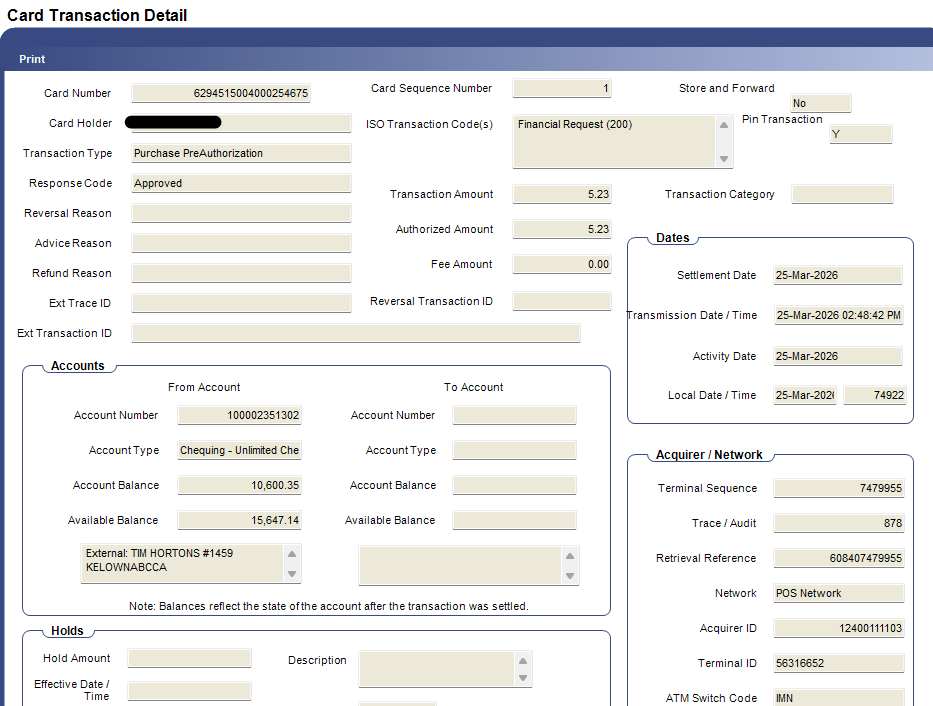 Card Transaction Detail
Print
Card Number 6294515004000254675
Card Holder
Transaction Type Purchase PreAuthorization
Response Code Approved
Reversal Reason
Advice Reason
Refund Reason
Ext Trace ID
Ext Transaction ID
Card Sequence Number 1
ISO Transaction Code(s) Financial Request (200)
Transaction Amount 5.23
Authorized Amount 5.23
Fee Amount 0.00
Reversal Transaction ID
Store and Forward No
Pin Transaction Y
Transaction Category
Dates
Settlement Date 25-Mar-2026
Transmission Date / Time 25-Mar-2026 02:48:42 PM
Activity Date 25-Mar-2026
Local Date / Time 25-Mar-202 74922
Accounts
From Account To Account
Account Number 100002351302 Account Number
Account Type Chequing - Unlimited Che Account Type
Account Balance 10,600.35 Account Balance
Available Balance 15,647.14 Available Balance
External: TIM HORTONS #1459
KELOWNABCCA
Note: Balances reflect the state of the account after the transaction was settled.
Acquirer / Network
Terminal Sequence 7479955
Trace / Audit 878
Retrieval Reference 608407479955
Network POS Network
Acquirer ID 12400111103
Terminal ID 56316652
ATM Switch Code IMN
Holds
Hold Amount Description
Effective Date /
Time